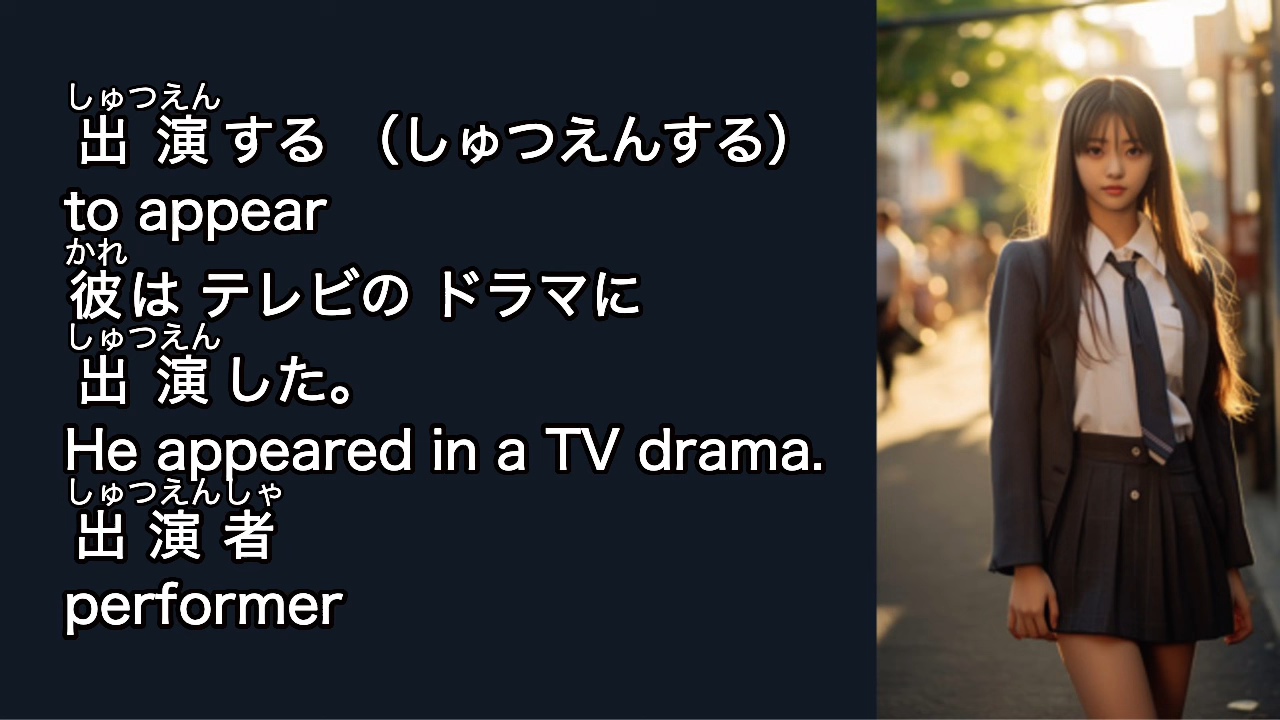 しゅつえん
出演する （しゅつえんする）
to appear
かれ
彼は テレビの ドラマに
しゅつえん
出演した。
He appeared in a TV drama.
しゅつえんしゃ
出演者
performer